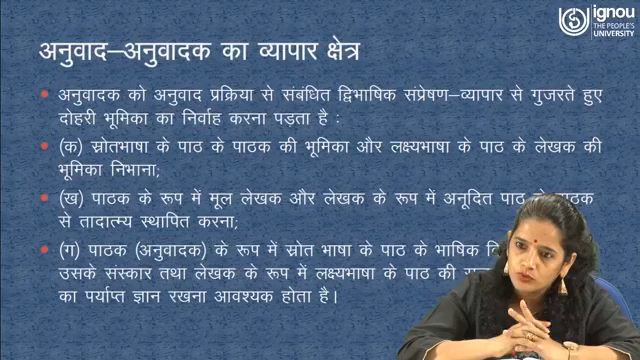 ignou
THE PEOPLE'S
UNIVERSITY
अनुवाद–अनुवादक का व्यापार क्षेत्र
अनुवादक को अनुवाद प्रक्रिया से संबंधित द्विभाषिक संप्रेषण–व्यापार से गुजरते हुए
दोहरी भूमिका का निर्वाह करना पड़ता है :
(क) स्रोतभाषा के पाठ के पाठक की भूमिका और लक्ष्यभाषा के पाठ के लेखक की
भूमिका निभाना;
(ख) पाठक के रूप में मूल लेखक और लेखक के रूप में अनूदित पाठ के पाठक
से तादात्म्य स्थापित करना;
(ग) पाठक (अनुवादक) के रूप में स्रोत भाषा के पाठ के भाषिक
उसके संस्कार तथा लेखक के रूप में लक्ष्यभाषा के पाठ की
का पर्याप्त ज्ञान रखना आवश्यक होता है।